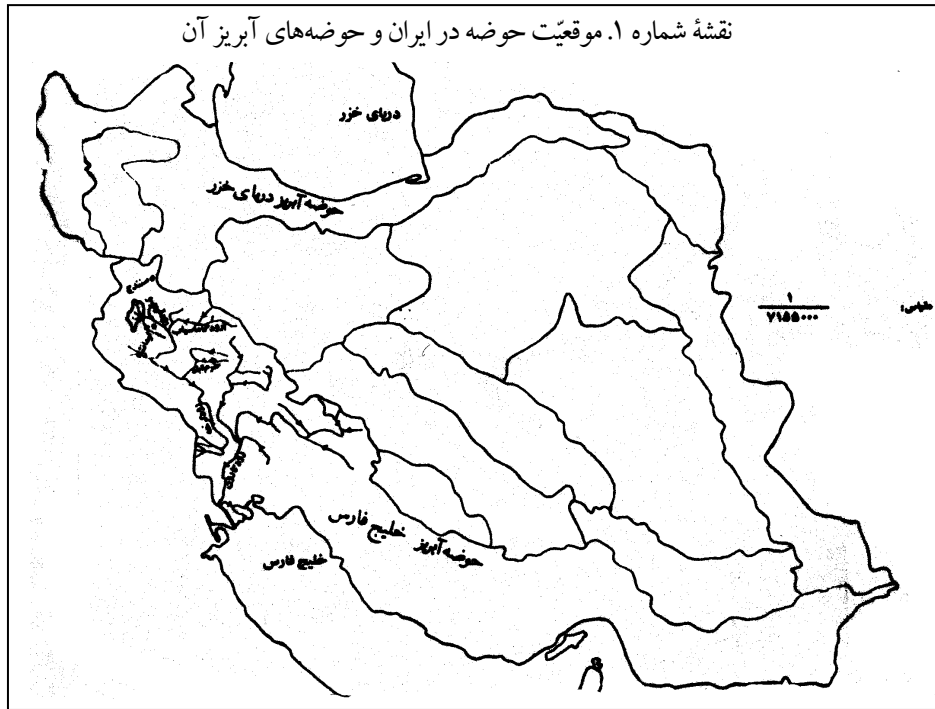 نقشهٔ شماره ۱. موقعیّت حوضه در ایران و حوضه‌های آبریز آن
دریای خزر
حوضه آبریز دریای خزر
سنندج
مقیاس:
۱
۷۱۵۵۰۰۰
حوضه آبریز خلیج فارس
خلیج فارس